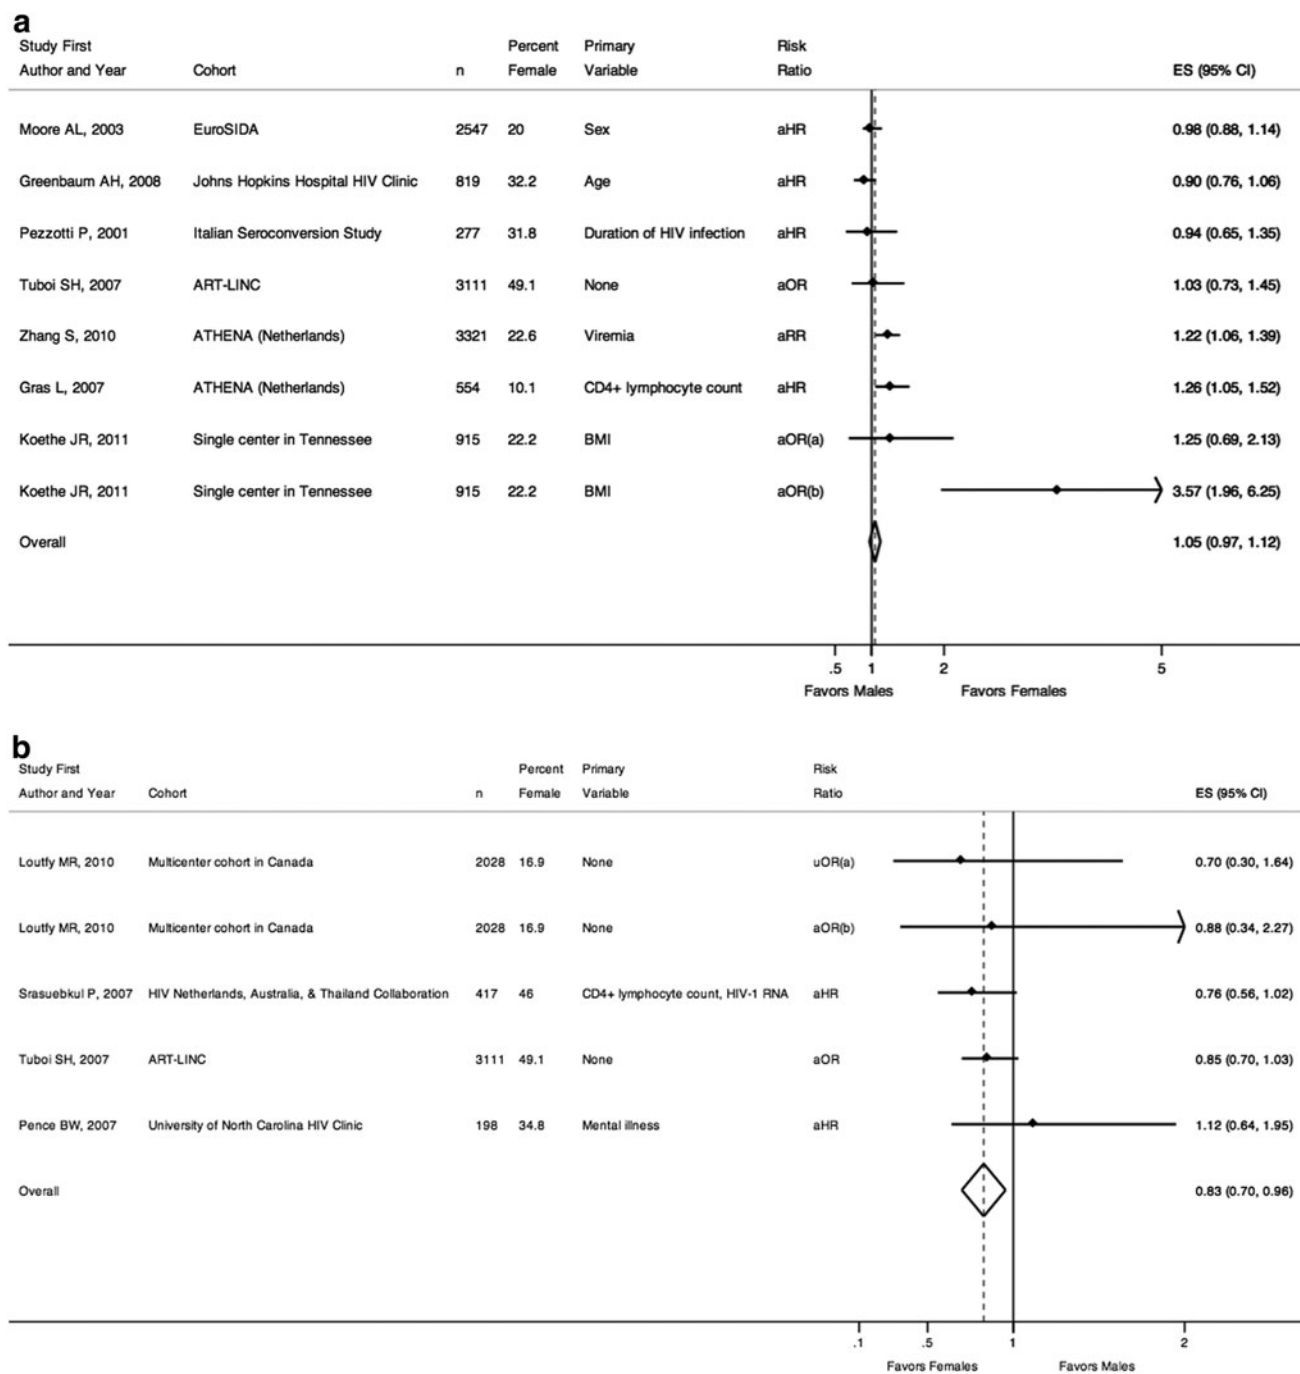 a
Study First Percent Primary Risk
Author and Year Cohort n Female Variable Ratio ES (95% CI)
Moore AL, 2003 EuroSIDA 2547 20 Sex aHR 0.98 (0.88, 1.14)
Greenbaum AH, 2008 Johns Hopkins Hospital HIV Clinic 819 32.2 Age aHR 0.90 (0.76, 1.06)
Pezzotti P, 2001 Italian Seroconversion Study 277 31.8 Duration of HIV infection aHR 0.94 (0.65, 1.35)
Tuboi SH, 2007 ART-LINC 3111 49.1 None aOR 1.03 (0.73, 1.45)
Zhang S, 2010 ATHENA (Netherlands) 3321 22.6 Viremia aRR 1.22 (1.06, 1.39)
Gras L, 2007 ATHENA (Netherlands) 554 10.1 CD4+ lymphocyte count aHR 1.26 (1.05, 1.52)
Koethe JR, 2011 Single center in Tennessee 915 22.2 BMI aOR(a) 1.25 (0.69, 2.13)
Koethe JR, 2011 Single center in Tennessee 915 22.2 BMI aOR(b) 3.57 (1.96, 6.25)
Overall 1.05 (0.97, 1.12)
.5 1 2 5
Favors Males Favors Females
b
Study First Percent Primary Risk
Author and Year Cohort n Female Variable Ratio ES (95% CI)
Loutfy MR, 2010 Multicenter cohort in Canada 2028 16.9 None uOR(a) 0.70 (0.30, 1.64)
Loutfy MR, 2010 Multicenter cohort in Canada 2028 16.9 None aOR(b) 0.88 (0.34, 2.27)
Srasuebkul P, 2007 HIV Netherlands, Australia, & Thailand Collaboration 417 46 CD4+ lymphocyte count, HIV-1 RNA aHR 0.76 (0.56, 1.02)
Tuboi SH, 2007 ART-LINC 3111 49.1 None aOR 0.85 (0.70, 1.03)
Pence BW, 2007 University of North Carolina HIV Clinic 198 34.8 Mental illness aHR 1.12 (0.64, 1.95)
Overall 0.83 (0.70, 0.96)
.1 .5 1 2
Favors Females Favors Males